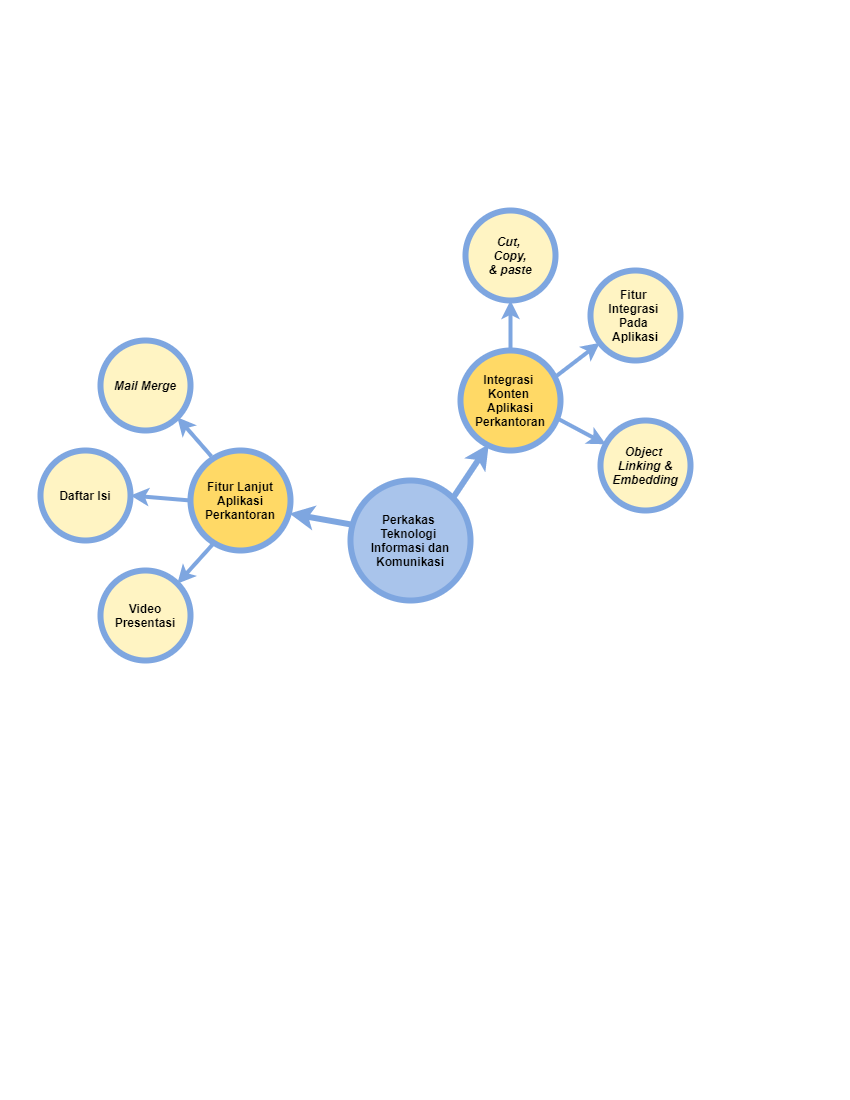 Cut,
Copy,
& paste
Fitur
Integrasi
Pada
Aplikasi
Integrasi
Konten
Aplikasi
Perkantoran
Object
Linking &
Embedding
Mail Merge
Daftar Isi
Fitur Lanjut
Aplikasi
Perkantoran
Perkakas
Teknologi
Informasi dan
Komunikasi
Video
Presentasi